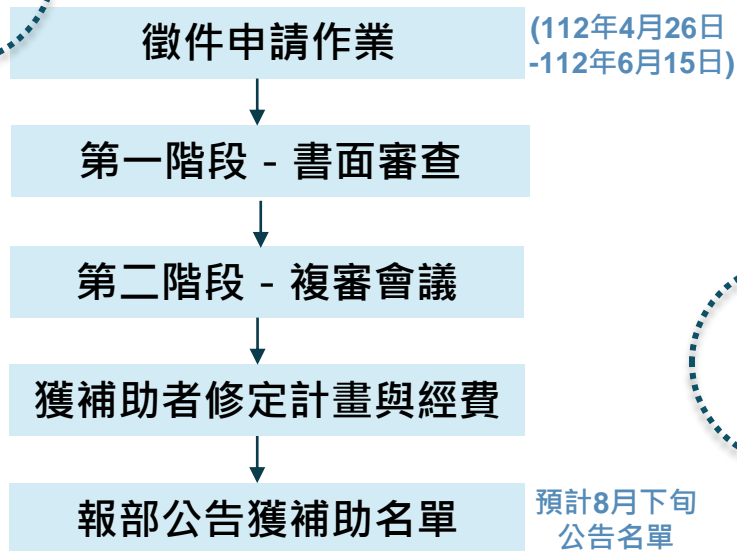 徵件申請作業
(112年4月26日
-112年6月15日)
第一階段 - 書面審查
第二階段 - 複審會議
獲補助者修定計畫與經費
報部公告獲補助名單
預計8月下旬
公告名單